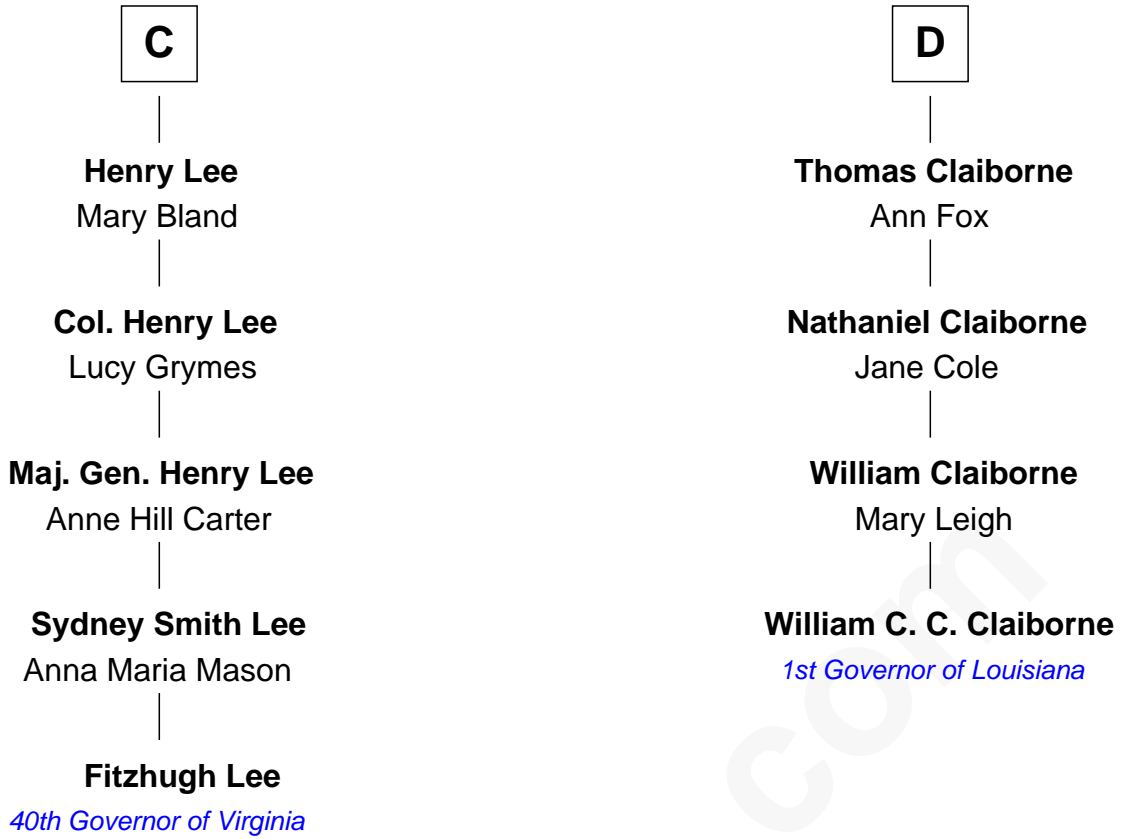 C
Henry Lee
Mary Bland
Col. Henry Lee
Lucy Grymes
Maj. Gen. Henry Lee
Anne Hill Carter
Sydney Smith Lee
Anna Maria Mason
Fitzhugh Lee
40th Governor of Virginia
D
Thomas Claiborne
Ann Fox
Nathaniel Claiborne
Jane Cole
William Claiborne
Mary Leigh
William C. C. Claiborne
1st Governor of Louisiana
com